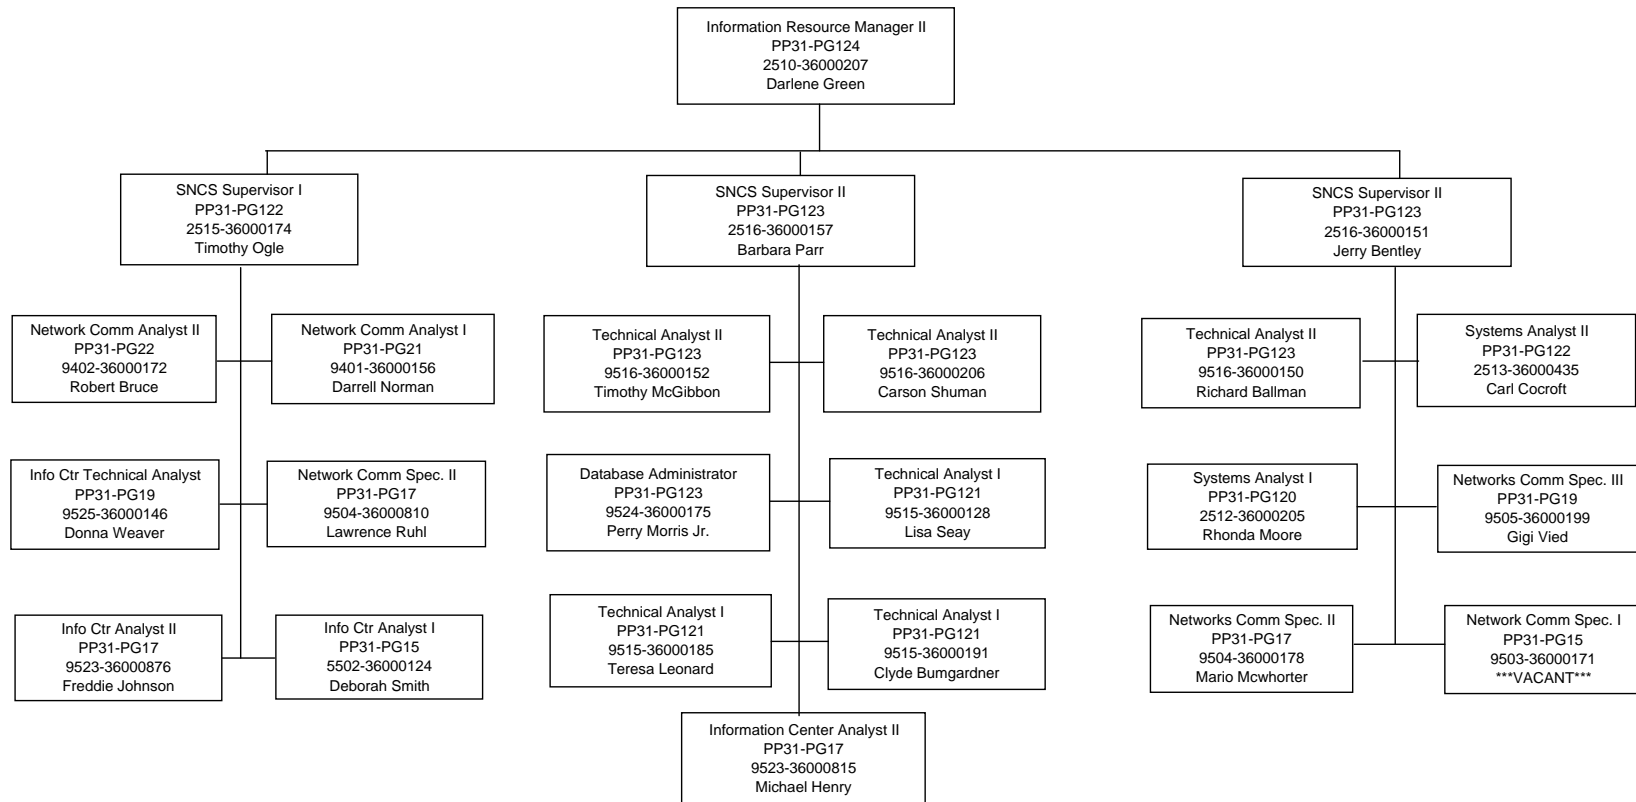 Information Resource Manager II
PP31-PG124
2510-36000207
Darlene Green
SNCS Supervisor I
PP31-PG122
2515-36000174
Timothy Ogle
SNCS Supervisor II
PP31-PG123
2516-36000157
Barbara Parr
SNCS Supervisor II
PP31-PG123
2516-36000151
Jerry Bentley
Network Comm Analyst II
PP31-PG22
9402-36000172
Robert Bruce
Network Comm Analyst I
PP31-PG21
9401-36000156
Darrell Norman
Technical Analyst II
PP31-PG123
9516-36000152
Timothy McGibbon
Technical Analyst II
PP31-PG123
9516-36000206
Carson Shuman
Technical Analyst II
PP31-PG123
9516-36000150
Richard Ballman
Systems Analyst II
PP31-PG122
2513-36000435
Carl Cocroft
Info Ctr Technical Analyst
PP31-PG19
9525-36000146
Donna Weaver
Network Comm Spec. II
PP31-PG17
9504-36000810
Lawrence Ruhl
Database Administrator
PP31-PG123
9524-36000175
Perry Morris Jr.
Technical Analyst I
PP31-PG121
9515-36000128
Lisa Seay
Systems Analyst I
PP31-PG120
2512-36000205
Rhonda Moore
Networks Comm Spec. III
PP31-PG19
9505-36000199
Gigi Vied
Info Ctr Analyst II
PP31-PG17
9523-36000876
Freddie Johnson
Info Ctr Analyst I
PP31-PG15
5502-36000124
Deborah Smith
Technical Analyst I
PP31-PG121
9515-36000185
Teresa Leonard
Technical Analyst I
PP31-PG121
9515-36000191
Clyde Bumgardner
Networks Comm Spec. II
PP31-PG17
9504-36000178
Mario Mcwhorter
Network Comm Spec. I
PP31-PG15
9503-36000171
***VACANT***
Information Center Analyst II
PP31-PG17
9523-36000815
Michael Henry